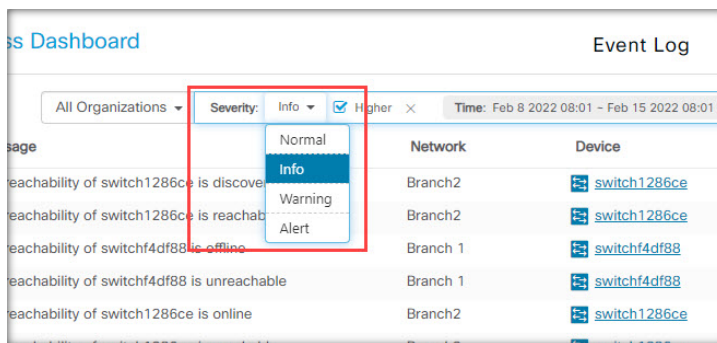 ss Dashboard
Event Log
All Organizations
Severity: Info Higher × Time: Feb 8 2022 08:01 - Feb 15 2022 08:01
sage Network Device
Normal
Info
Warning
Alert
reachability of switch1286ce is discove Branch2 switch1286ce
reachability of switch1286ce is reachab Branch2 switch1286ce
reachability of switchf4df88 is offline Branch 1 switchf4df88
reachability of switchf4df88 is unreachable Branch 1 switchf4df88
reachability of switch1286ce is online Branch2 switch1286ce